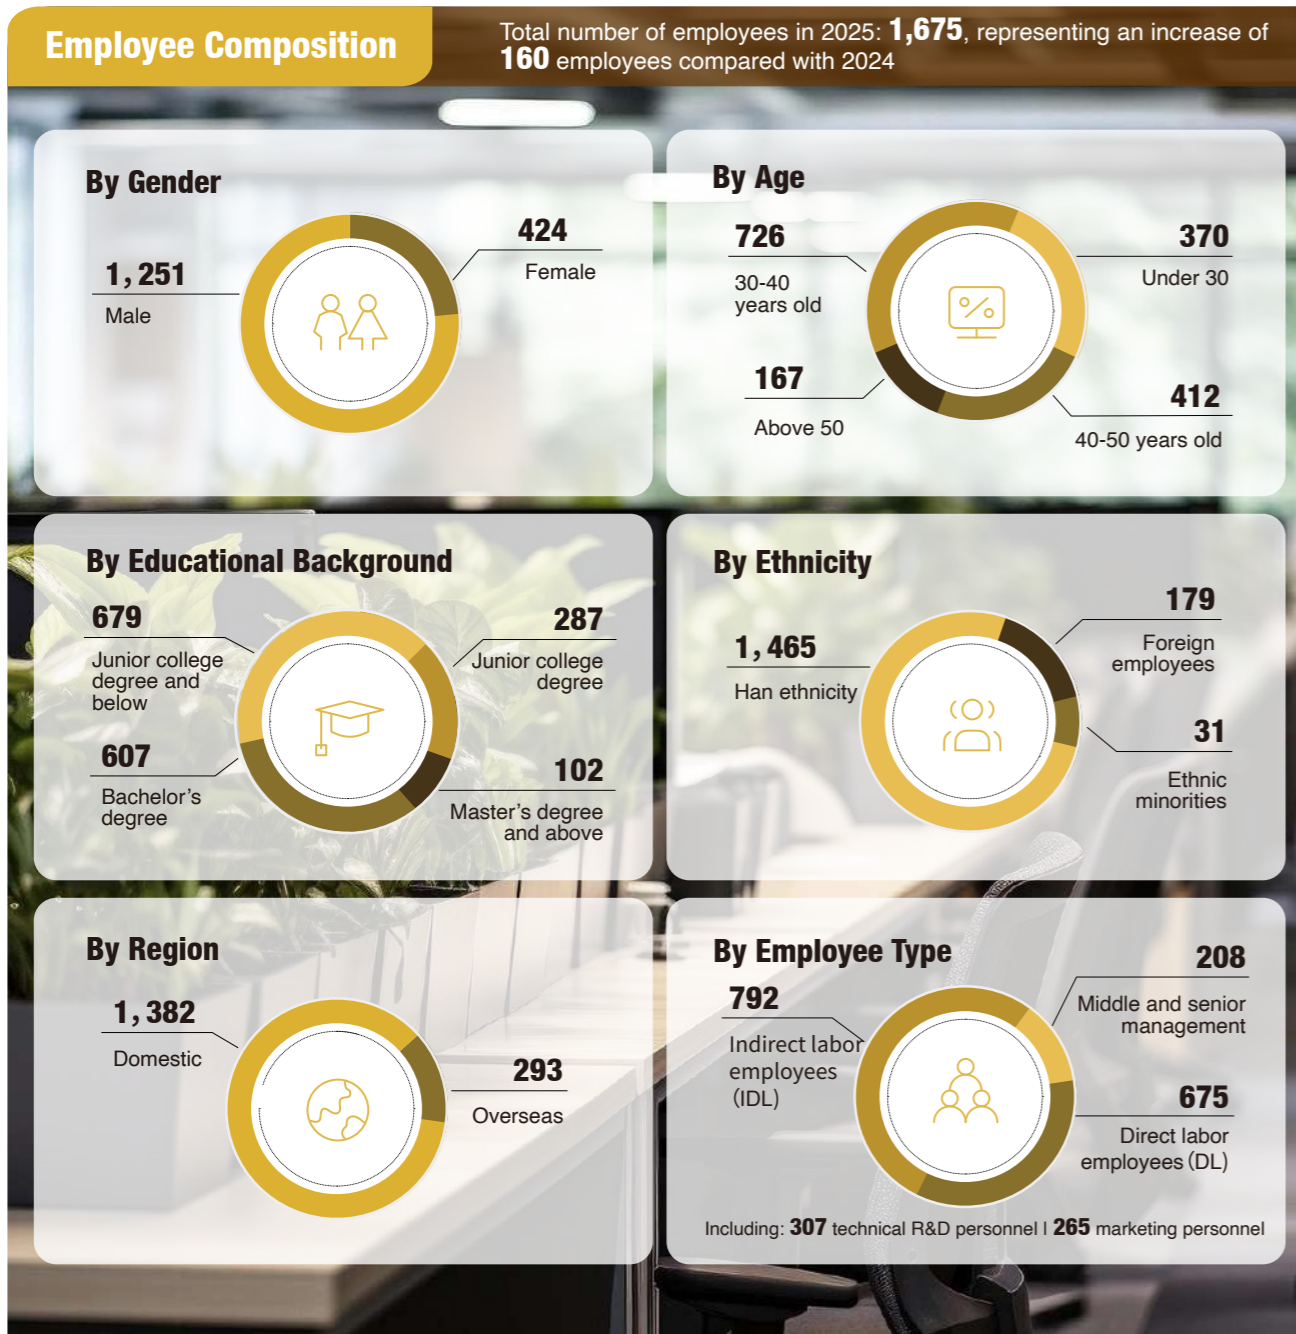 Employee Composition
Total number of employees in 2025: 1,675, representing an increase of
160 employees compared with 2024
By Gender
1,251
Male
424
Female
By Age
726
30-40
years old
370
Under 30
167
Above 50
412
40-50 years old
By Educational Background
679
Junior college
degree and
below
287
Junior college
degree
607
Bachelor's
degree
102
Master's degree
and above
By Ethnicity
1,465
Han ethnicity
179
Foreign
employees
31
Ethnic
minorities
By Region
1,382
Domestic
293
Overseas
By Employee Type
792
Indirect labor
employees
(IDL)
208
Middle and senior
management
675
Direct labor
employees (DL)
Including: 307 technical R&D personnel | 265 marketing personnel